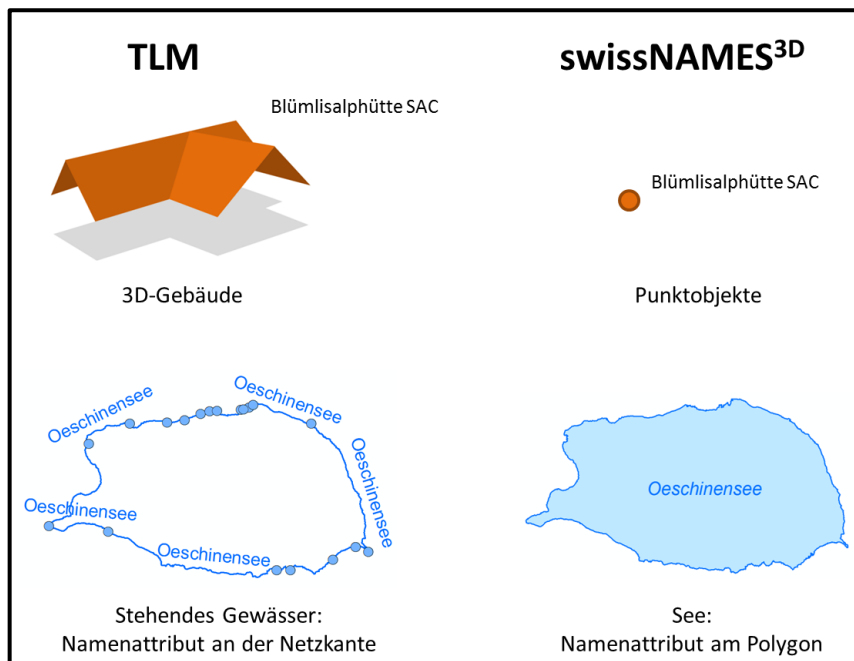 TLM
swissNAMES3D
Blümlisalphütte SAC
Blümlisalphütte SAC
3D-Gebäude
Punktobjekte
Oeschinensee
Oeschinensee
Oeschinensee
Oeschinensee
Oeschinensee
Oeschinensee
Stehendes Gewässer:
Namenattribut an der Netzkante
See:
Namenattribut am Polygon